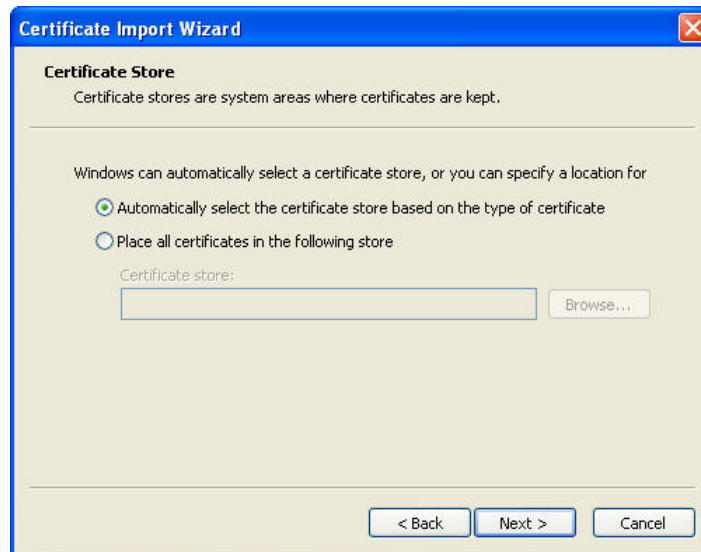 Certificate Import Wizard
Certificate Store
Certificate stores are system areas where certificates are kept.
Windows can automatically select a certificate store, or you can specify a location for
Automatically select the certificate store based on the type of certificate
Place all certificates in the following store
Certificate store:
Browse...
< Back Next > Cancel